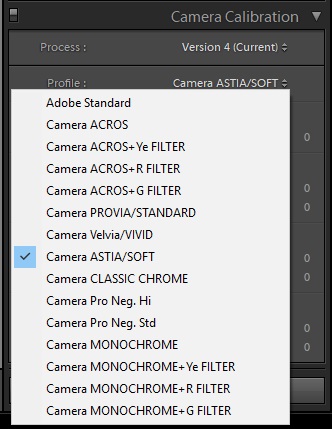 Camera Calibration
Process : Version 4 (Current)
Profile : Camera ASTIA/SOFT
Adobe Standard
Camera ACROS
Camera ACROS+Ye FILTER
Camera ACROS+R FILTER
Camera ACROS+G FILTER
Camera PROVIA/STANDARD
Camera Velvia/VIVID
Camera ASTIA/SOFT
Camera CLASSIC CHROME
Camera Pro Neg. Hi
Camera Pro Neg. Std
Camera MONOCHROME
Camera MONOCHROME+Ye FILTER
Camera MONOCHROME+R FILTER
Camera MONOCHROME+G FILTER
0
0
0
0
0
0
0